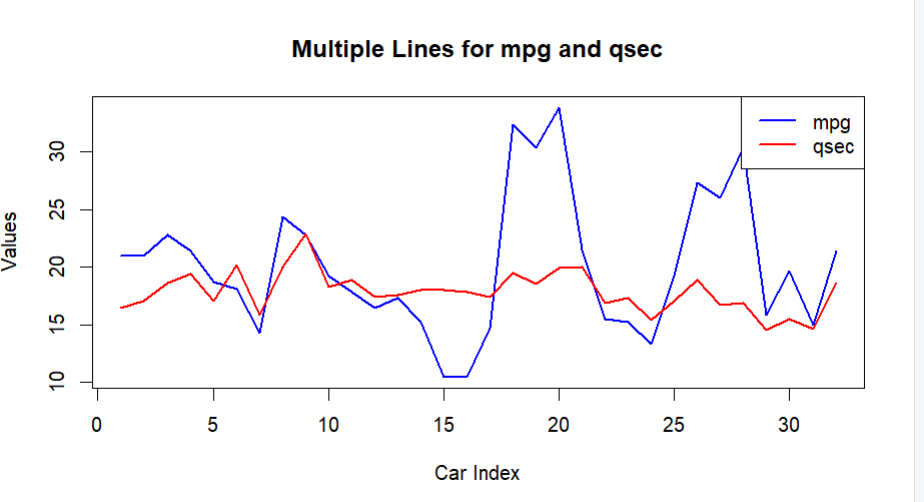 Multiple Lines for mpg and qsec
mpg
qsec
Values
30
25
20
15
10
0 5 10 15 20 25 30
Car Index